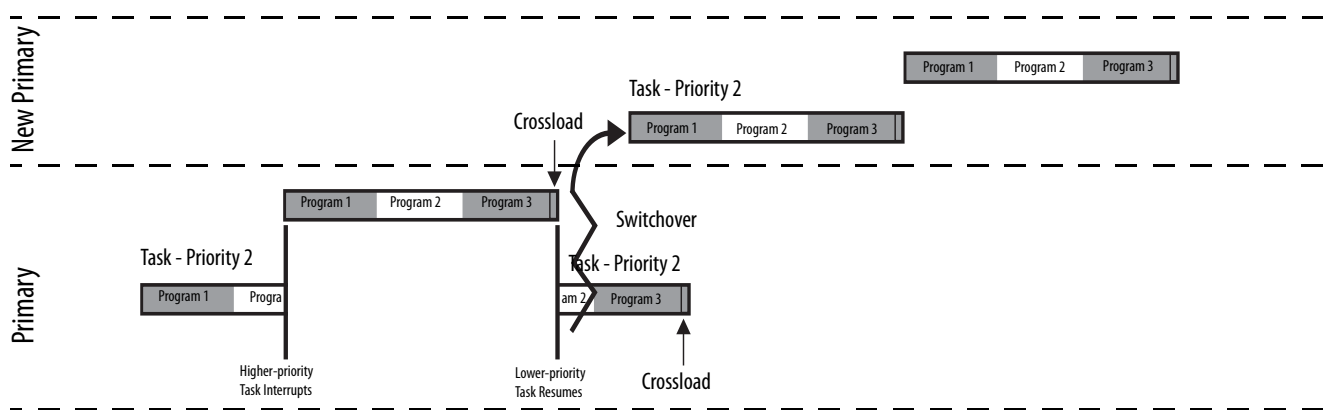 New Primary
Program 1 Program 2 Program 3
Task - Priority 2
Crossload
Program 1 Program 2 Program 3
Primary
Program 1 Program 2 Program 3
Switchover
Task - Priority 2
Task - Priority 2
Program 1 Progra
am 2 Program 3
Higher-priority
Task Interrupts
Lower-priority
Task Resumes
Crossload